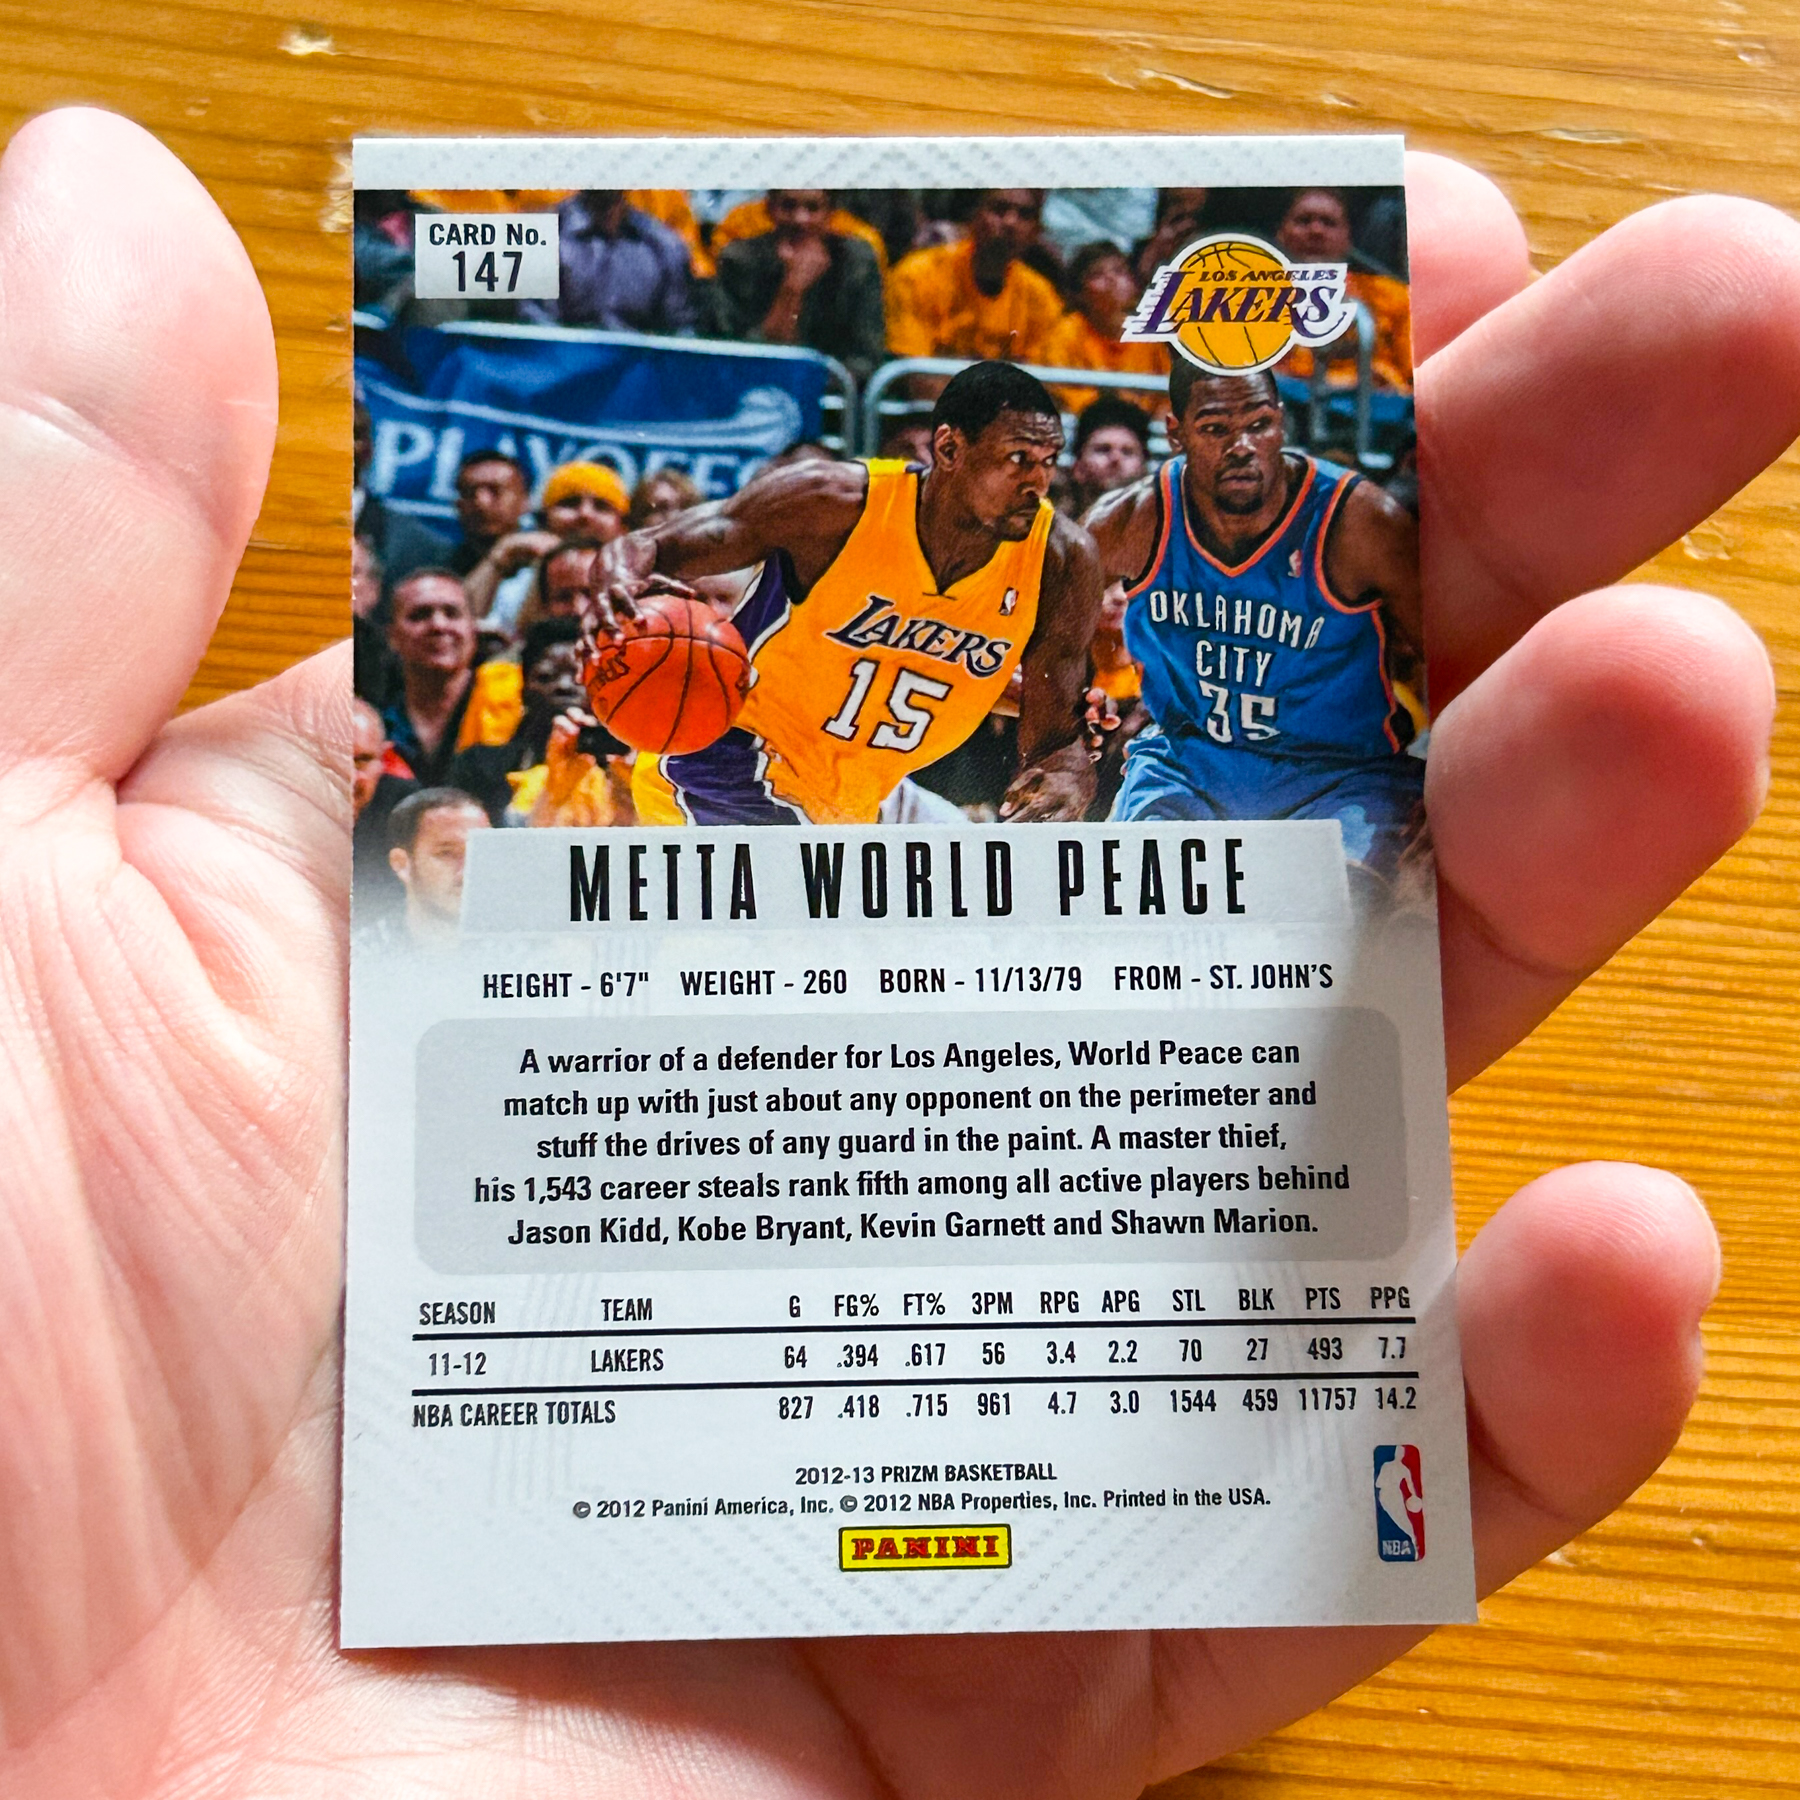 CARD No.
147
LOS ANGELES
LAKERS
PLAYOFFS
LAKERS
15
OKLAHOMA
CITY
35
METTA WORLD PEACE
HEIGHT - 6'7" WEIGHT - 260 BORN - 11/13/79 FROM - ST. JOHN'S
A warrior of a defender for Los Angeles, World Peace can
match up with just about any opponent on the perimeter and
stuff the drives of any guard in the paint. A master thief,
his 1,543 career steals rank fifth among all active players behind
Jason Kidd, Kobe Bryant, Kevin Garnett and Shawn Marion.
SEASON TEAM G FG% FT% 3PM RPG APG STL BLK PTS PPG
11-12 LAKERS 64 .394 .617 56 3.4 2.2 70 27 493 7.7
NBA CAREER TOTALS 827 .418 .715 961 4.7 3.0 1544 459 11757 14.2
2012-13 PRIZM BASKETBALL
© 2012 Panini America, Inc. © 2012 NBA Properties, Inc. Printed in the USA.
PANINI
NBA